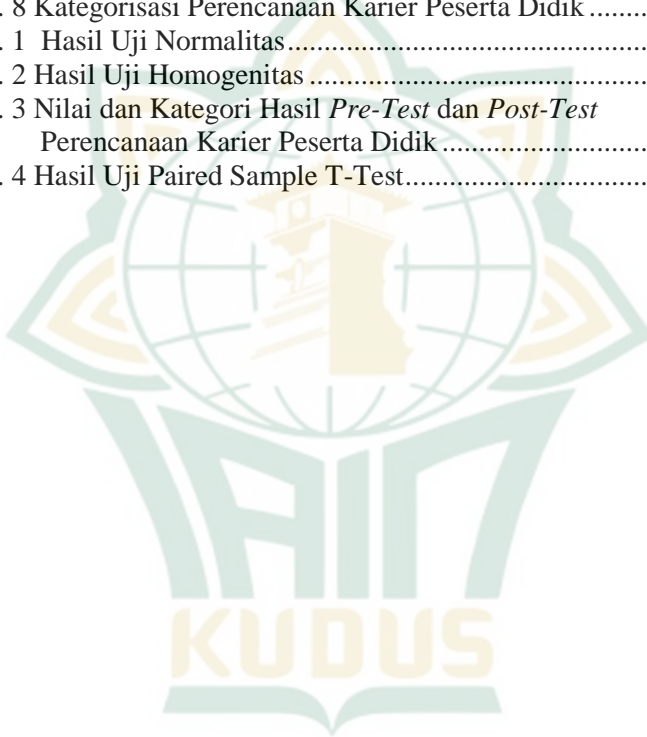 . 8 Kategorisasi Perencanaan Karier Peserta Didik ........
. 1 Hasil Uji Normalitas..................................................
. 2 Hasil Uji Homogenitas ...............................................
. 3 Nilai dan Kategori Hasil Pre-Test dan Post-Test
Perencanaan Karier Peserta Didik .............................
. 4 Hasil Uji Paired Sample T-Test..................................
IAIN
KUDUS